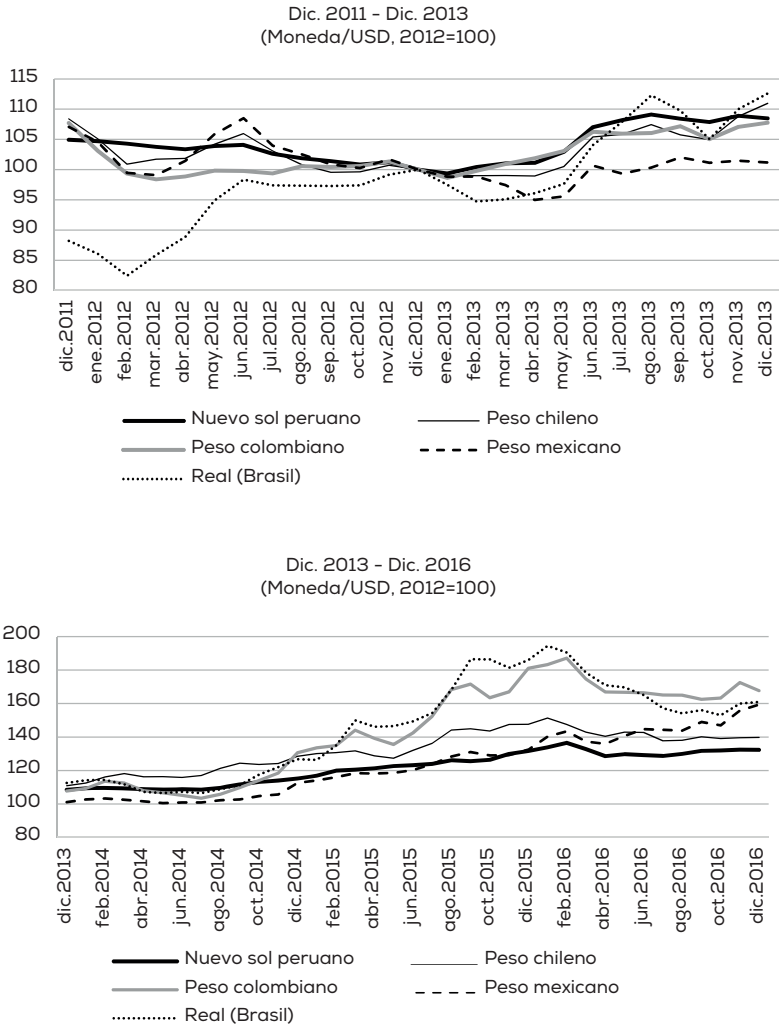 Dic. 2011 - Dic. 2013
(Moneda/USD, 2012=100)
115
110
105
100
95
90
85
80
dic.2011
ene.2012
feb.2012
mar.2012
abr.2012
may.2012
jun.2012
jul.2012
ago.2012
sep.2012
oct.2012
nov.2012
dic.2012
ene.2013
feb.2013
mar.2013
abr.2013
may.2013
jun.2013
jul.2013
ago.2013
sep.2013
oct.2013
nov.2013
dic.2013
Nuevo sol peruano
Peso chileno
Peso colombiano
Peso mexicano
Real (Brasil)
Dic. 2013 - Dic. 2016
(Moneda/USD, 2012=100)
200
180
160
140
120
100
80
dic.2013
feb.2014
abr.2014
jun.2014
ago.2014
oct.2014
dic.2014
feb.2015
abr.2015
jun.2015
ago.2015
oct.2015
dic.2015
feb.2016
abr.2016
jun.2016
ago.2016
oct.2016
dic.2016
Nuevo sol peruano
Peso chileno
Peso colombiano
Peso mexicano
Real (Brasil)